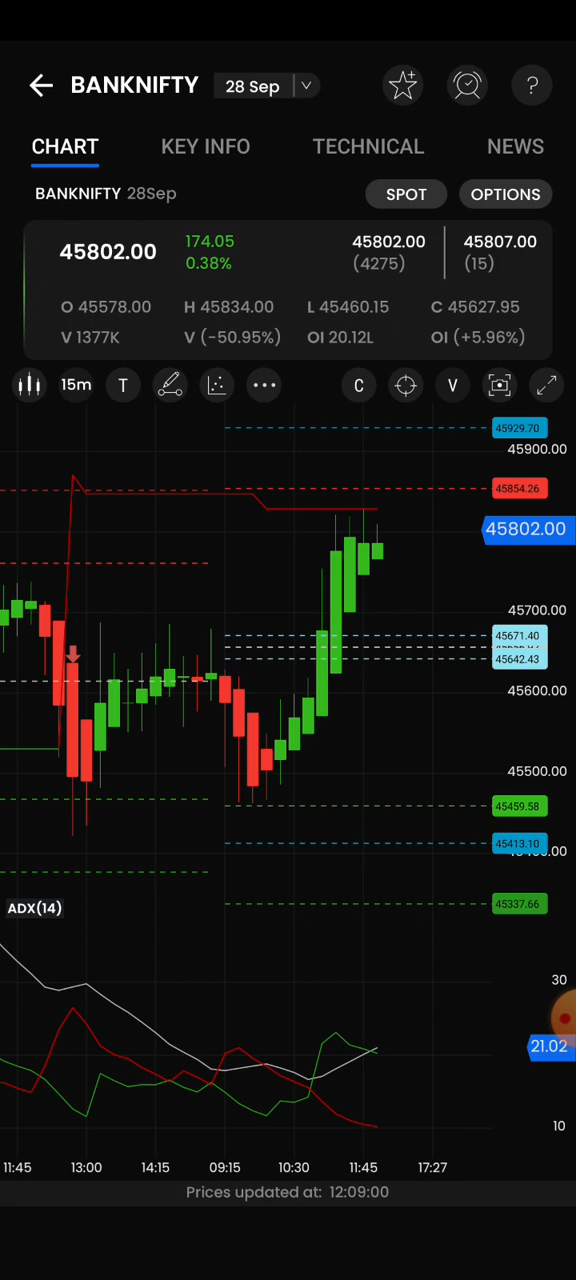 BANKNIFTY 28 Sep
?
CHART KEY INFO TECHNICAL NEWS
BANKNIFTY 28Sep SPOT OPTIONS
45802.00 174.05 45802.00 45807.00
0.38% (4275) (15)
O 45578.00 H 45834.00 L 45460.15 C 45627.95
V 1377K V (-50.95%) OI 20.12L OI (+5.96%)
15m T C V
45929.70
45900.00
45854.26
45802.00
45700.00
45671.40
45642.43
45600.00
45500.00
45459.58
45413.10
45337.66
ADX(14)
30
21.02
10
11:45 13:00 14:15 09:15 10:30 11:45 17:27
Prices updated at: 12:09:00